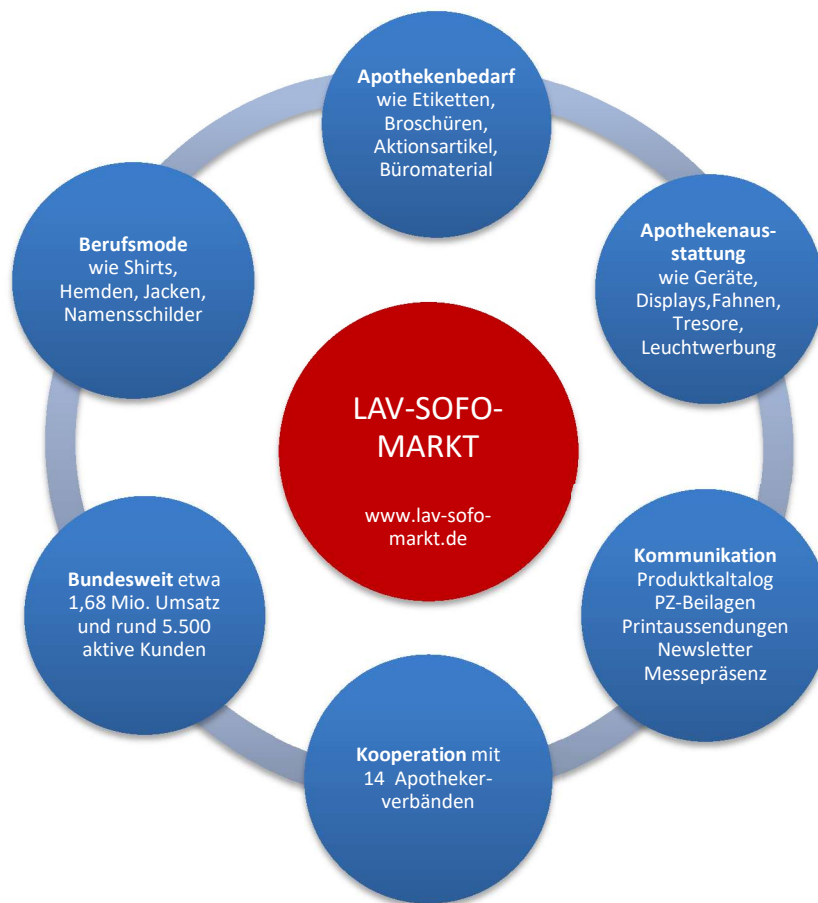 Apothekenbedarf
wie Etiketten,
Broschüren,
Aktionsartikel,
Büromaterial
Apothekenaus-
stattung
wie Geräte,
Displays,Fahnen,
Tresore,
Leuchtwerbung
Kommunikation
Produktkaltalog
PZ-Beilagen
Printaussendungen
Newsletter
Messepräsenz
Kooperation mit
14 Apotheker-
verbänden
Bundesweit etwa
1,68 Mio. Umsatz
und rund 5.500
aktive Kunden
Berufsmode
wie Shirts,
Hemden, Jacken,
Namensschilder
LAV-SOFO-
MARKT
www.lav-sofo-
markt.de